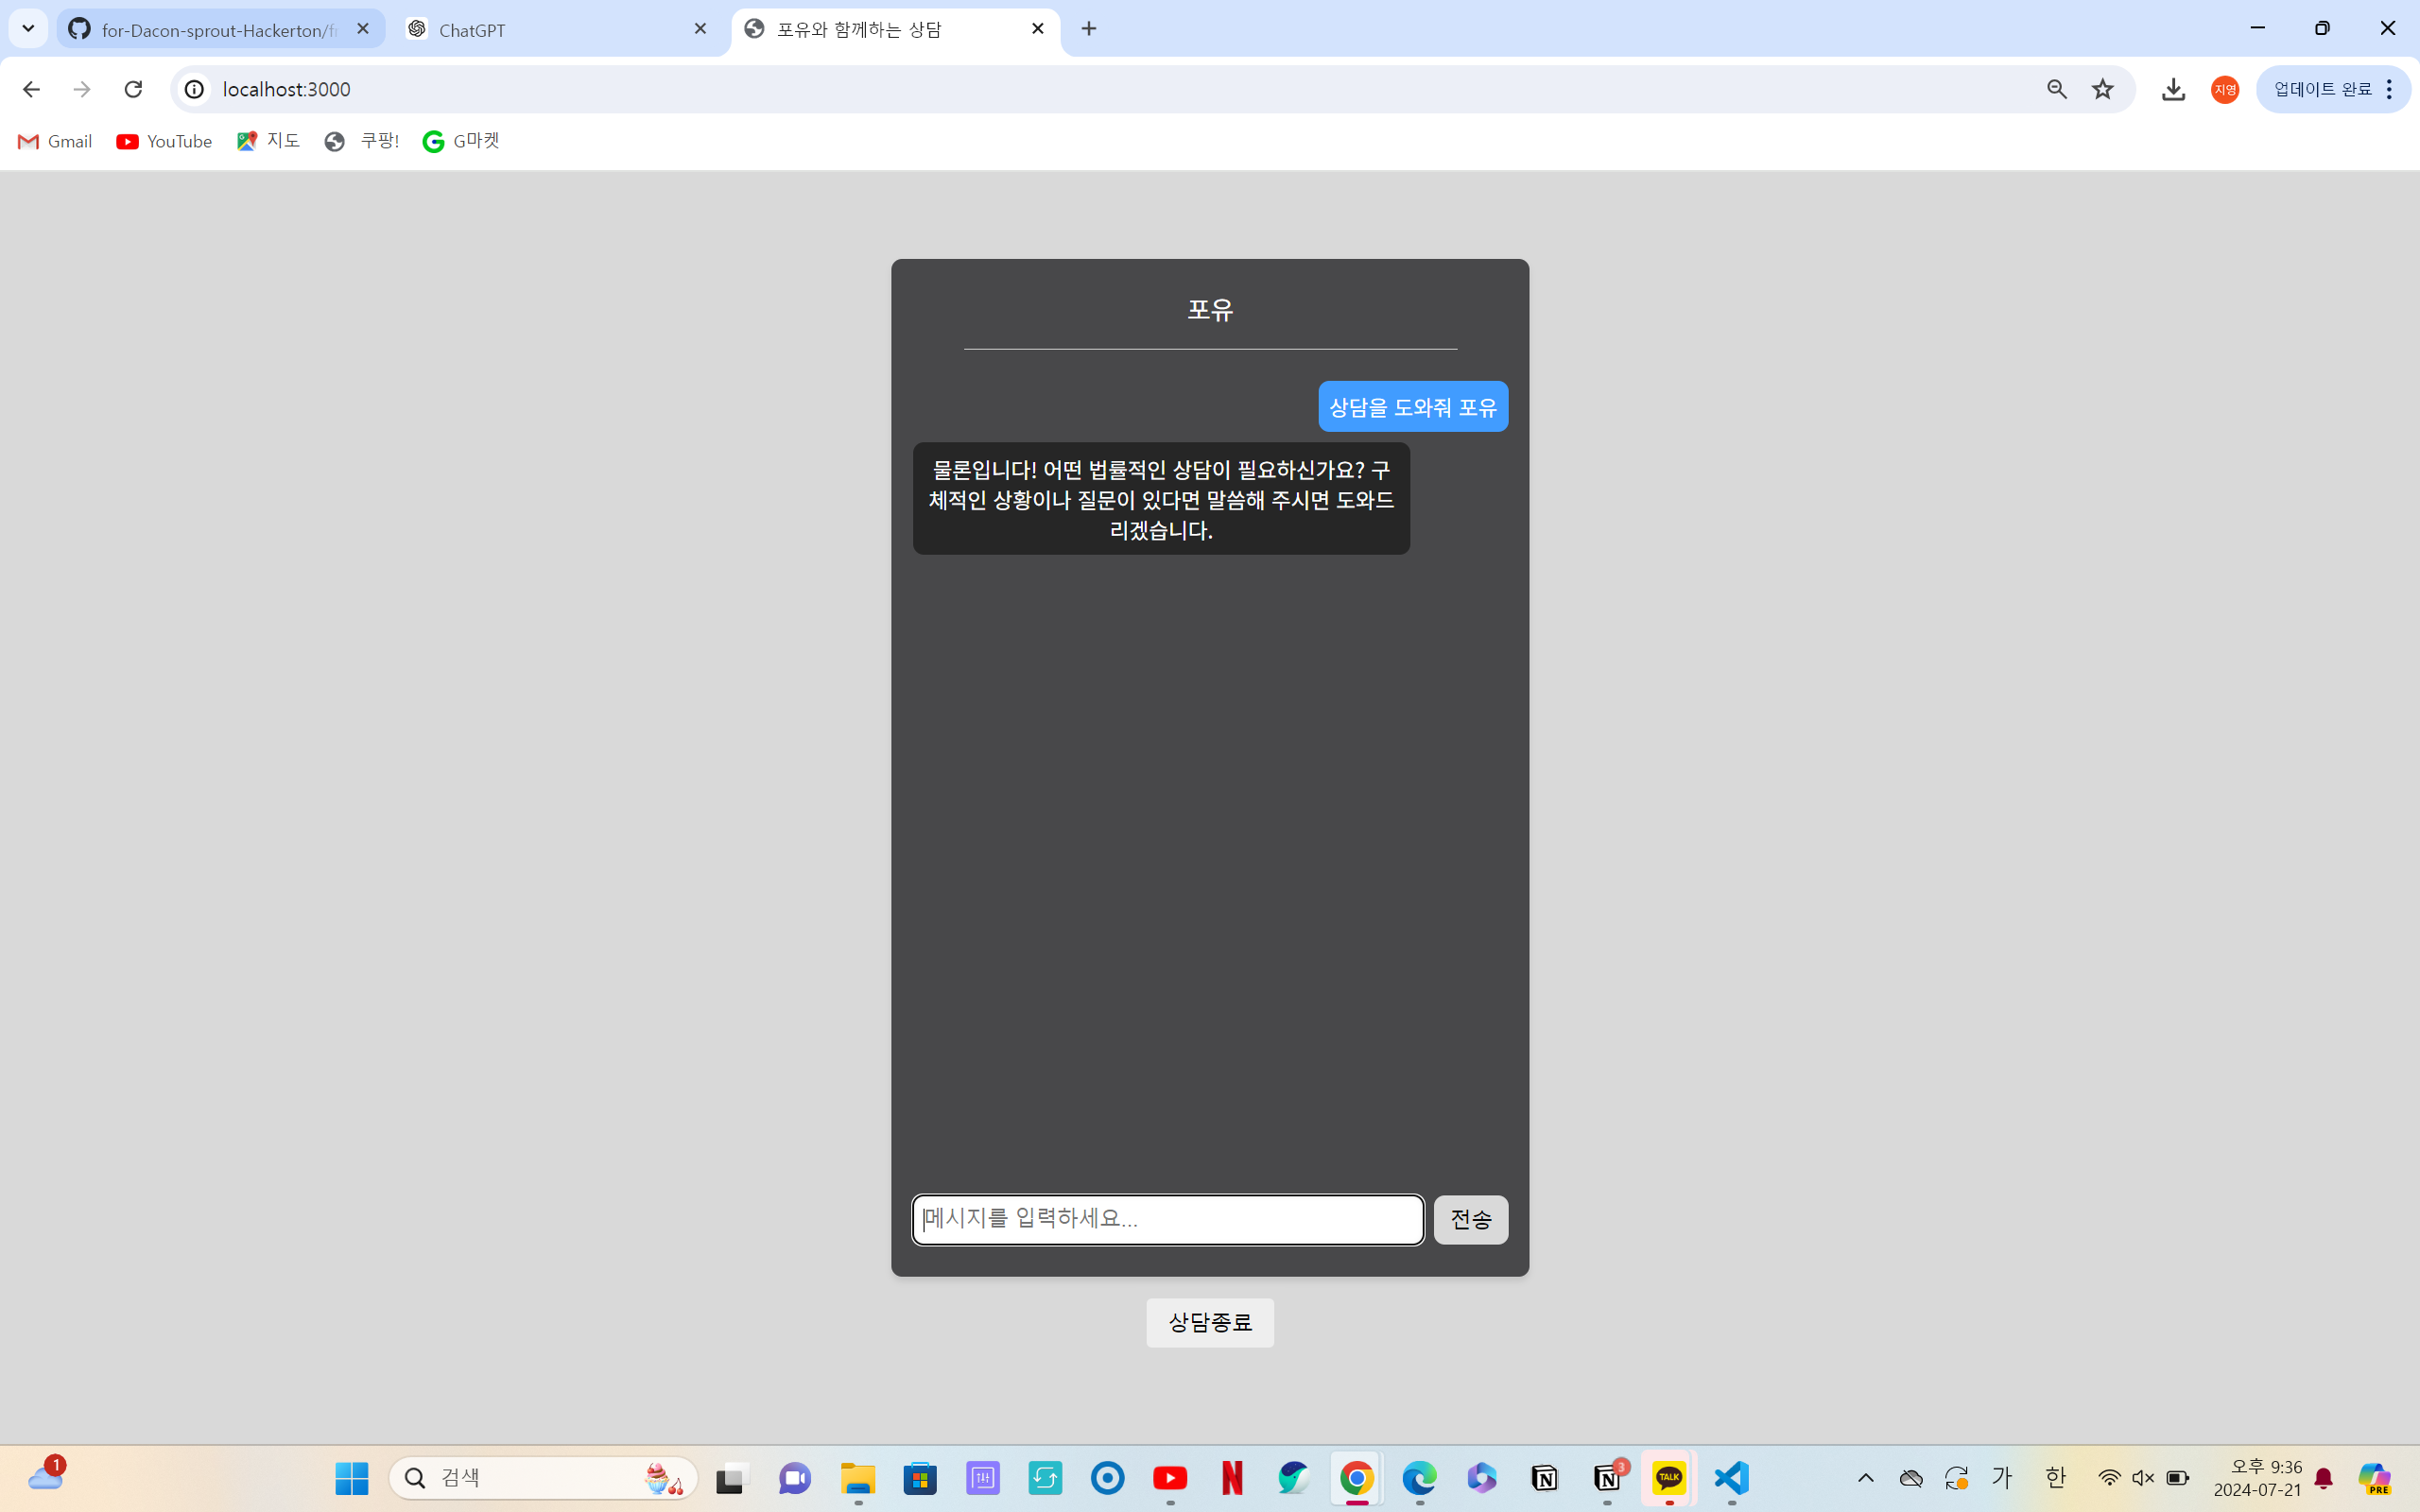 for-Dacon-sprout-Hackerton/fr
ChatGPT
포유와 함께하는 상담
localhost:3000
지영
업데이트 완료
Gmail
YouTube
지도
쿠팡!
G마켓
포유
상담을 도와줘 포유
물론입니다! 어떤 법률적인 상담이 필요하신가요? 구
체적인 상황이나 질문이 있다면 말씀해 주시면 도와드
리겠습니다.
메시지를 입력하세요...
전송
상담종료
1
검색
3
TALK
가
한
오후 9:36
2024-07-21
PRE